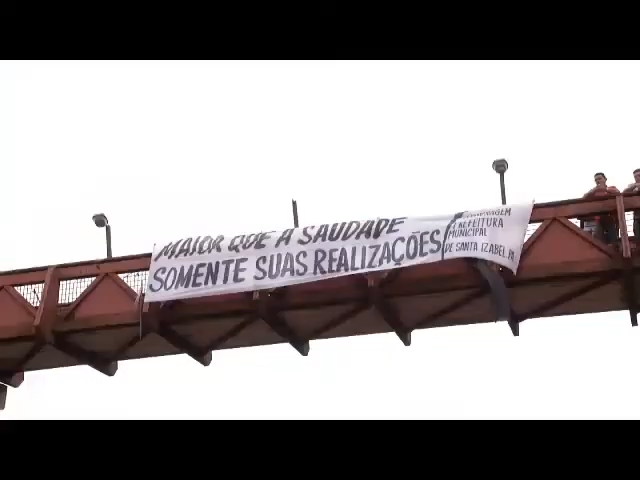 MAIOR QUE A SAUDADE
SOMENTE SUAS REALIZAÇÕES
PREFEITURA
MUNICIPAL
DE SANTA IZABEL